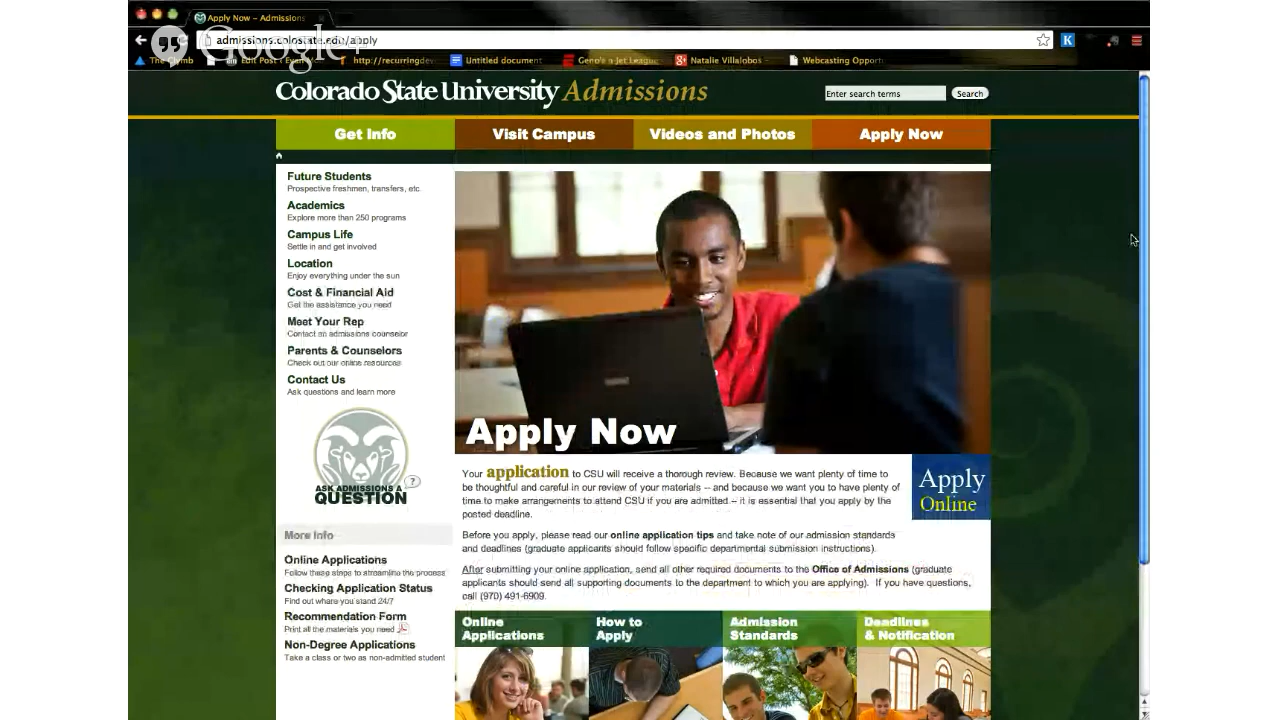 Apply Now – Admissions
Google+
admissions.colostate.edu/apply
K
Edit Post
http://recurringde
Untitled document
Geno's n Jet League
Natalie Villalobos –
Webcasting Opport
Colorado State University Admissions
Enter search terms
Search
Get Info
Visit Campus
Videos and Photos
Apply Now
Future Students
Prospective freshmen, transfers, etc.
Academics
Explore more than 250 programs
Campus Life
Settle in and get involved
Location
Enjoy everything under the sun
Cost & Financial Aid
Get the assistance you need
Meet Your Rep
Contact an admissions counselor
Parents & Counselors
Check out our online resources
Contact Us
Ask questions and learn more
?
ASK ADMISSIONS A
QUESTION
More Info
Online Applications
Follow these steps to streamline the process
Checking Application Status
Find out where you stand 24/7
Recommendation Form
Print all the materials you need
Non-Degree Applications
Take a class or two as non-admitted student
Apply Now
Your application to CSU will receive a thorough review. Because we want plenty of time to
be thoughtful and careful in our review of your materials – and because we want you to have plenty of
time to make arrangements to attend CSU if you are admitted – it is essential that you apply by the
posted deadline.
Apply
Online
Before you apply, please read our online application tips and take note of our admission standards
and deadlines (graduate applicants should follow specific departmental submission instructions).
After submitting your online application, send all other required documents to the Office of Admissions (graduate
applicants should send all supporting documents to the department to which you are applying). If you have questions,
call (970) 491-6909.
Online
Applications
How to
Apply
Admission
Standards
Deadlines
& Notification